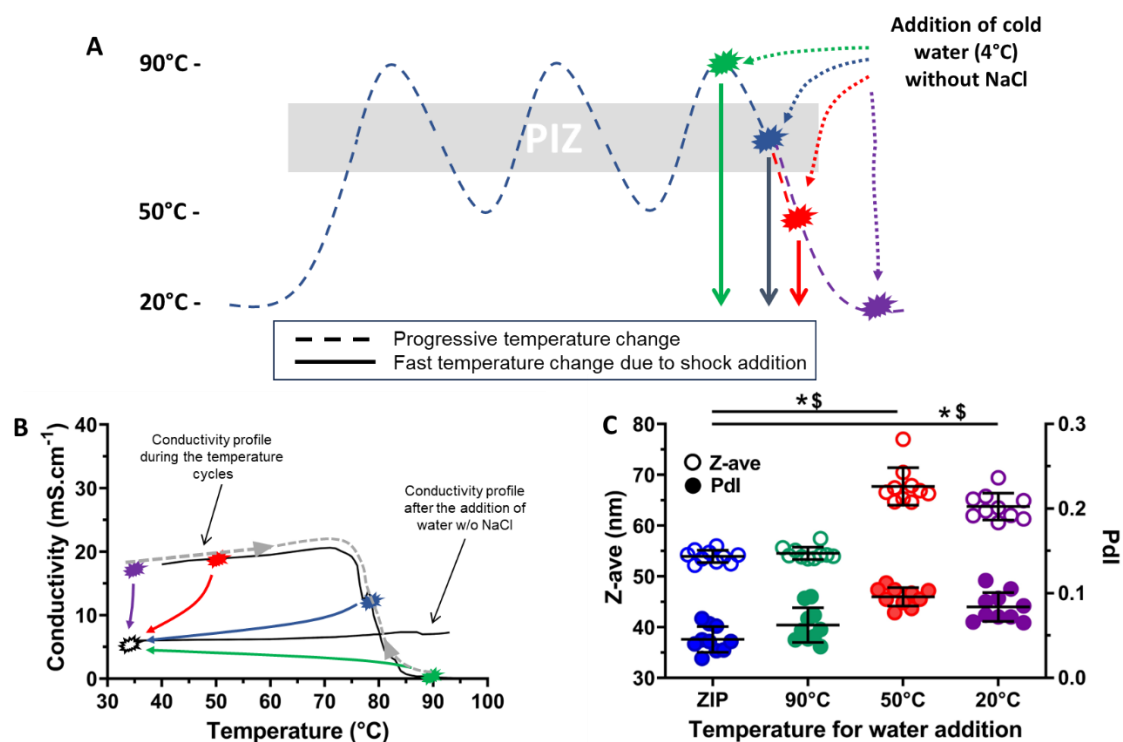 A
Addition of cold
water (4°C)
without NaCl
90°C -
PIZ
50°C -
20°C -
Progressive temperature change
Fast temperature change due to shock addition
B
Conductivity (mS.cm⁻¹)
40
30
20
10
0
30 40 50 60 70 80 90 100
Temperature (°C)
Conductivity profile
during the temperature
cycles
Conductivity profile
after the addition of
water w/o NaCl
C
* $
* $
Z-ave
PdI
Z-ave (nm)
80
70
60
50
40
30
0.3
0.2
0.1
0.0
PdI
ZIP 90°C 50°C 20°C
Temperature for water addition